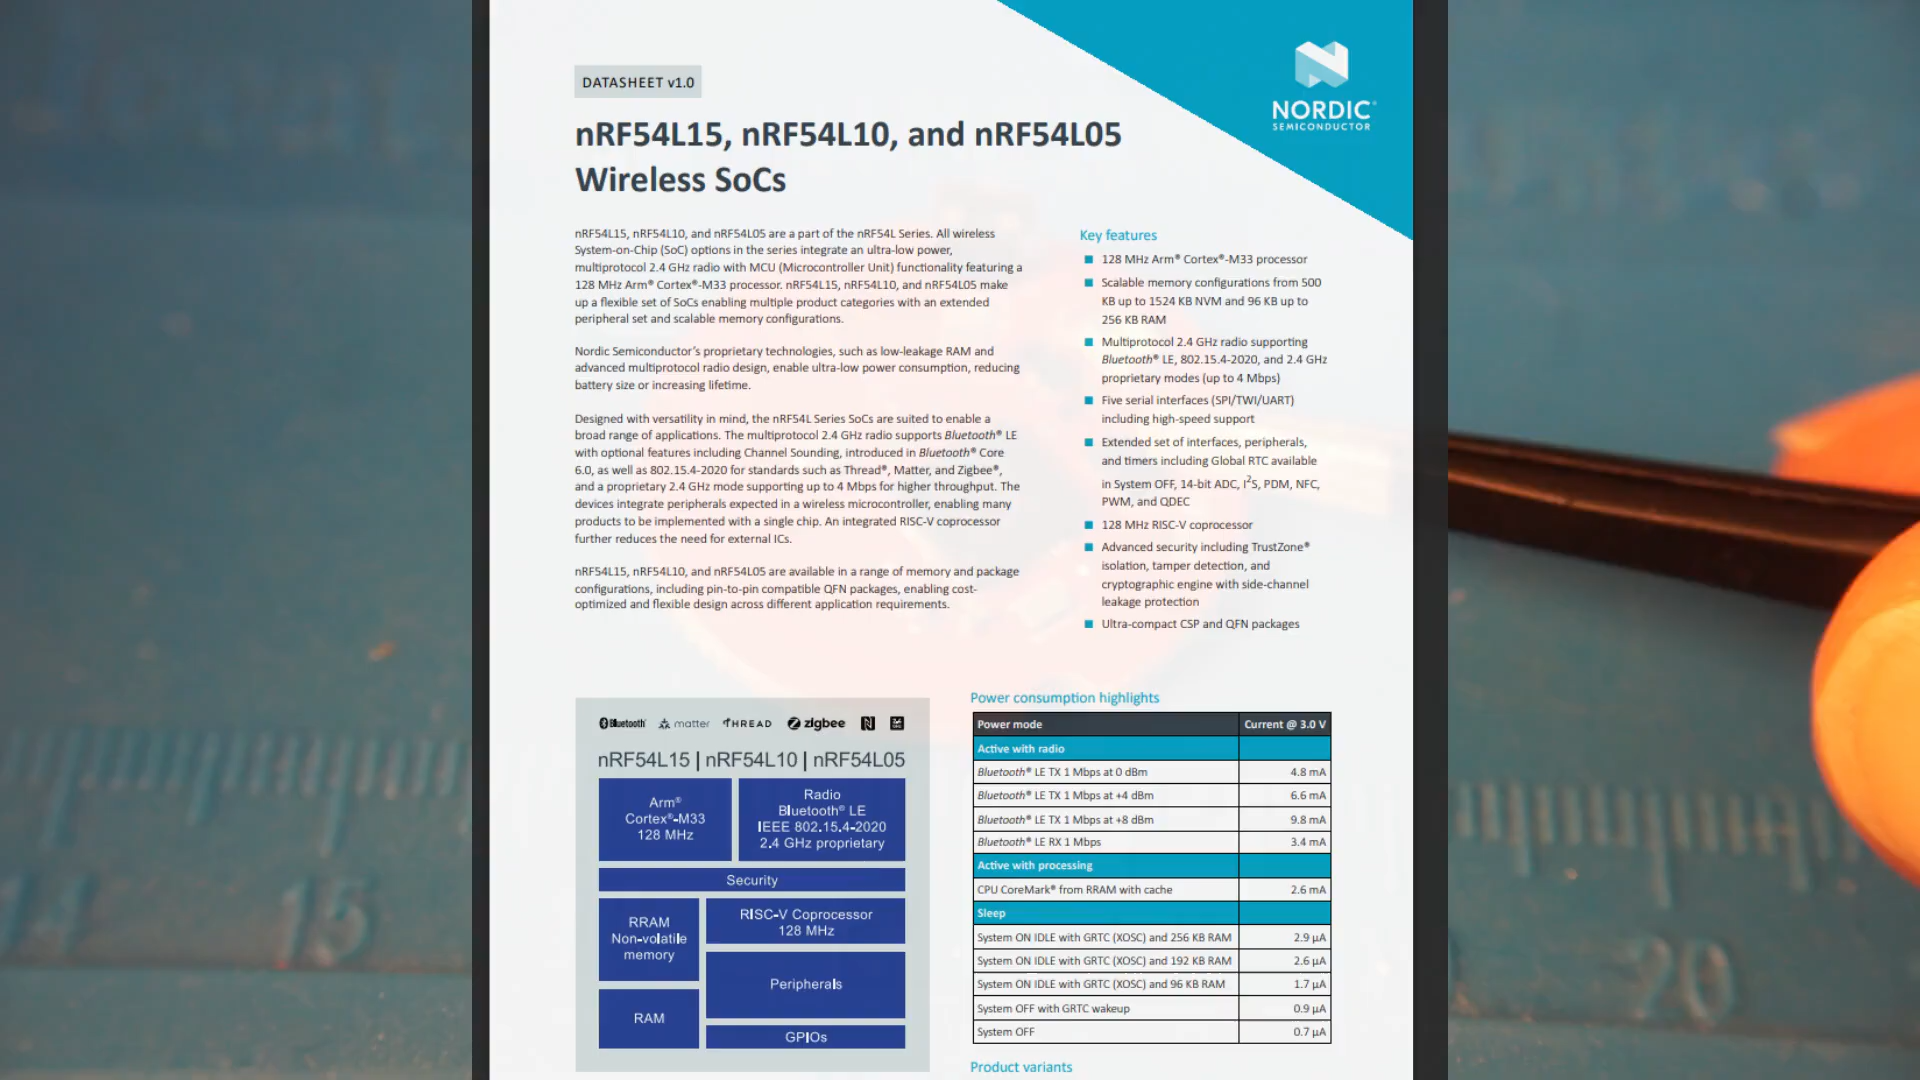 DATASHEET v1.0
NORDIC®
SEMICONDUCTOR
nRF54L15, nRF54L10, and nRF54L05
Wireless SoCs
nRF54L15, nRF54L10, and nRF54L05 are a part of the nRF54L Series. All wireless
System-on-Chip (SoC) options in the series integrate an ultra-low power,
multiprotocol 2.4 GHz radio with MCU (Microcontroller Unit) functionality featuring a
128 MHz Arm® Cortex®-M33 processor. nRF54L15, nRF54L10, and nRF54L05 make
up a flexible set of SoCs enabling multiple product categories with an extended
peripheral set and scalable memory configurations.
Nordic Semiconductor's proprietary technologies, such as low-leakage RAM and
advanced multiprotocol radio design, enable ultra-low power consumption, reducing
battery size or increasing lifetime.
Designed with versatility in mind, the nRF54L Series SoCs are suited to enable a
broad range of applications. The multiprotocol 2.4 GHz radio supports Bluetooth® LE
with optional features including Channel Sounding, introduced in Bluetooth® Core
6.0, as well as 802.15.4-2020 for standards such as Thread®, Matter, and Zigbee®,
and a proprietary 2.4 GHz mode supporting up to 4 Mbps for higher throughput. The
devices integrate peripherals expected in a wireless microcontroller, enabling many
products to be implemented with a single chip. An integrated RISC-V coprocessor
further reduces the need for external ICs.
nRF54L15, nRF54L10, and nRF54L05 are available in a range of memory and package
configurations, including pin-to-pin compatible QFN packages, enabling cost-
optimized and flexible design across different application requirements.
Key features
128 MHz Arm® Cortex®-M33 processor
Scalable memory configurations from 500
KB up to 1524 KB NVM and 96 KB up to
256 KB RAM
Multiprotocol 2.4 GHz radio supporting
Bluetooth® LE, 802.15.4-2020, and 2.4 GHz
proprietary modes (up to 4 Mbps)
Five serial interfaces (SPI/TWI/UART)
including high-speed support
Extended set of interfaces, peripherals,
and timers including Global RTC available
in System OFF, 14-bit ADC, I²S, PDM, NFC,
PWM, and QDEC
128 MHz RISC-V coprocessor
Advanced security including TrustZone®
isolation, tamper detection, and
cryptographic engine with side-channel
leakage protection
Ultra-compact CSP and QFN packages
Bluetooth® matter THREAD zigbee
nRF54L15 | nRF54L10 | nRF54L05
Arm®
Cortex®-M33
128 MHz
Radio
Bluetooth® LE
IEEE 802.15.4-2020
2.4 GHz proprietary
Security
RRAM
Non-volatile
memory
RISC-V Coprocessor
128 MHz
Peripherals
RAM
GPIOs
Power consumption highlights
Power mode Current @ 3.0 V
Active with radio
Bluetooth® LE TX 1 Mbps at 0 dBm 4.8 mA
Bluetooth® LE TX 1 Mbps at +4 dBm 6.6 mA
Bluetooth® LE TX 1 Mbps at +8 dBm 9.8 mA
Bluetooth® LE RX 1 Mbps 3.4 mA
Active with processing
CPU CoreMark® from RRAM with cache 2.6 mA
Sleep
System ON IDLE with GRTC (XOSC) and 256 KB RAM 2.9 µA
System ON IDLE with GRTC (XOSC) and 192 KB RAM 2.6 µA
System ON IDLE with GRTC (XOSC) and 96 KB RAM 1.7 µA
System OFF with GRTC wakeup 0.9 µA
System OFF 0.7 µA
Product variants
14 15
20